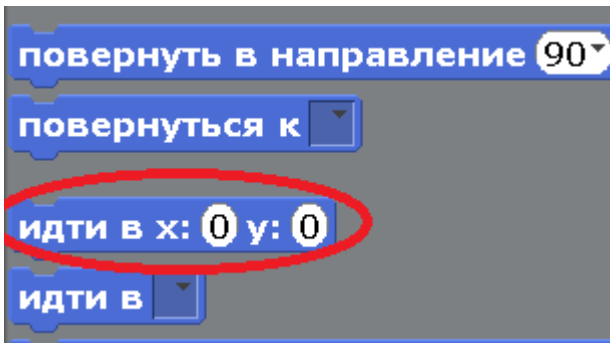 повернуть в направление 90
повернуться к
идти в x: 0 y: 0
идти в